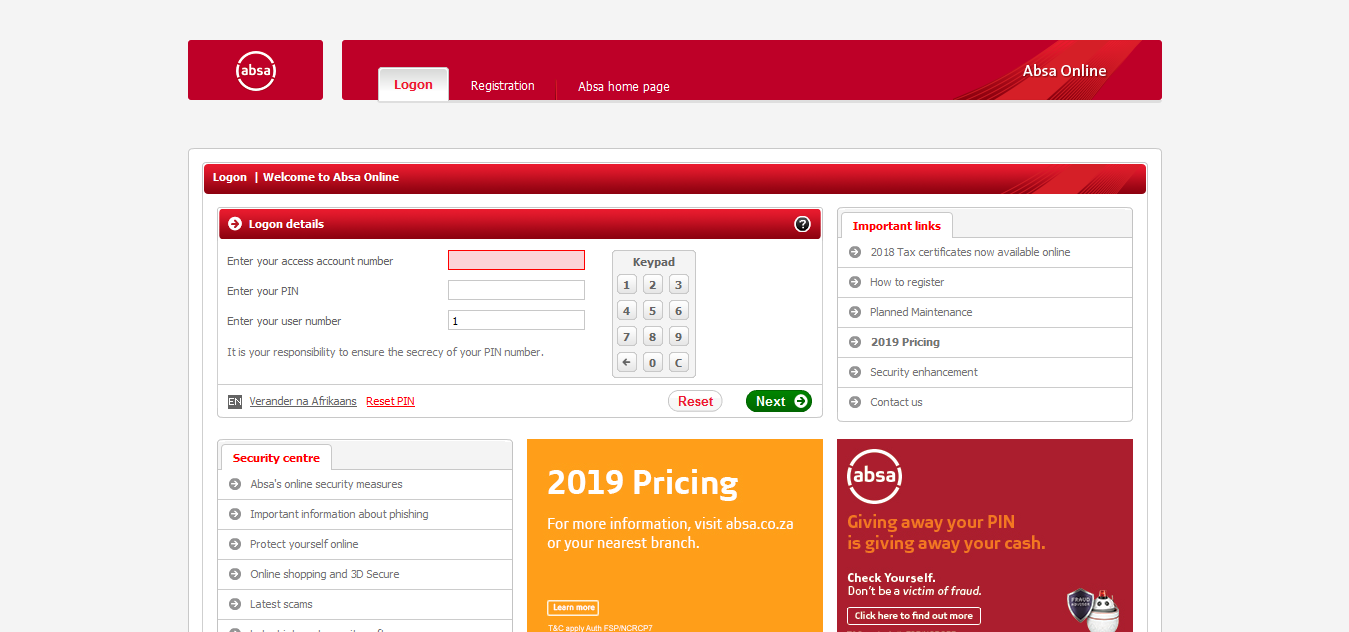 absa
Logon
Registration
Absa home page
Absa Online
Logon | Welcome to Absa Online
Logon details
?
Enter your access account number
Enter your PIN
Enter your user number
1
It is your responsibility to ensure the secrecy of your PIN number.
Keypad
1 2 3
4 5 6
7 8 9
← 0 C
EN Verander na Afrikaans Reset PIN
Reset
Next
Important links
2018 Tax certificates now available online
How to register
Planned Maintenance
2019 Pricing
Security enhancement
Contact us
Security centre
Absa's online security measures
Important information about phishing
Protect yourself online
Online shopping and 3D Secure
Latest scams
2019 Pricing
For more information, visit absa.co.za
or your nearest branch.
Learn more
T&C apply Auth FSP/NCRCP7
absa
Giving away your PIN
is giving away your cash.
Check Yourself.
Don't be a victim of fraud.
Click here to find out more
FRAUD